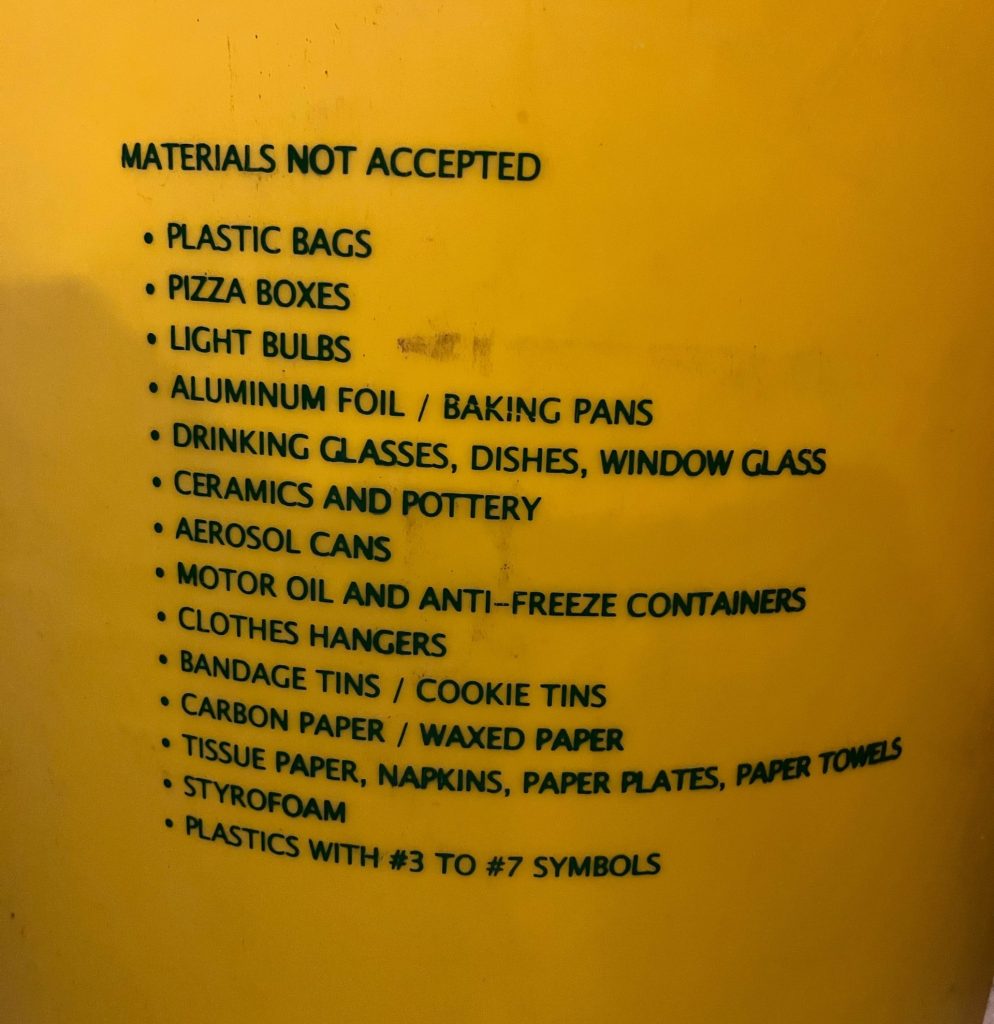 MATERIALS NOT ACCEPTED
• PLASTIC BAGS
• PIZZA BOXES
• LIGHT BULBS
• ALUMINUM FOIL / BAKING PANS
• DRINKING GLASSES, DISHES, WINDOW GLASS
• CERAMICS AND POTTERY
• AEROSOL CANS
• MOTOR OIL AND ANTI-FREEZE CONTAINERS
• CLOTHES HANGERS
• BANDAGE TINS / COOKIE TINS
• CARBON PAPER / WAXED PAPER
• TISSUE PAPER, NAPKINS, PAPER PLATES, PAPER TOWELS
• STYROFOAM
• PLASTICS WITH #3 TO #7 SYMBOLS